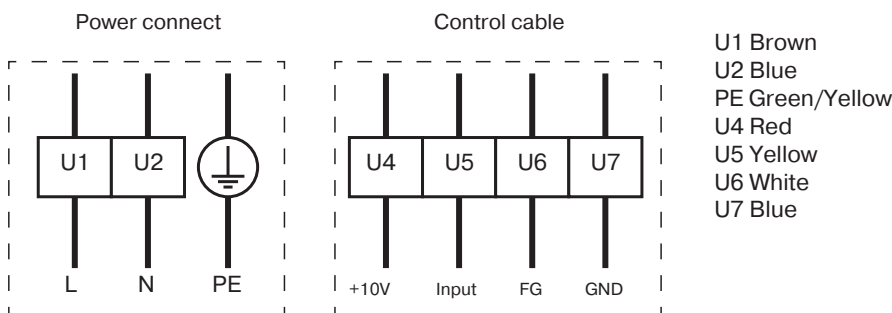 Power connect
Control cable
U1 Brown
U2 Blue
PE Green/Yellow
U4 Red
U5 Yellow
U6 White
U7 Blue
U1 U2
U4 U5 U6 U7
L N PE
+10V Input FG GND